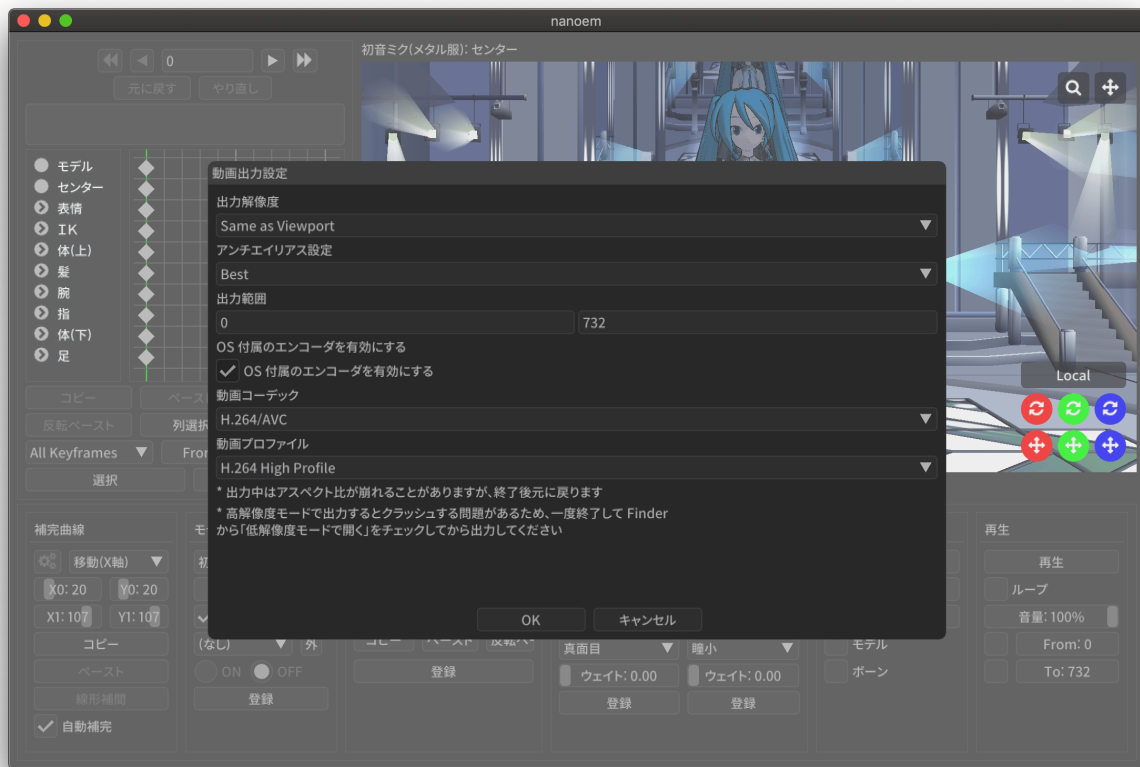 nanoem
0
元に戻す
やり直し
初音ミク(メタル服): センター
モデル
センター
表情
IK
体(上)
髪
腕
指
体(下)
足
コピー
反転ペースト
列選択
All Keyframes
選択
動画出力設定
出力解像度
Same as Viewport
アンチエイリアス設定
Best
出力範囲
0
732
OS 付属のエンコーダを有効にする
OS 付属のエンコーダを有効にする
動画コーデック
H.264/AVC
動画プロファイル
H.264 High Profile
* 出力中はアスペクト比が崩れることがありますが、終了後元に戻ります
* 高解像度モードで出力するとクラッシュする問題があるため、一度終了して Finder
から「低解像度モードで開く」をチェックしてから出力してください
OK
キャンセル
Local
補完曲線
移動(X軸)
X0: 20
Y0: 20
X1: 107
Y1: 107
コピー
ペースト
線形補間
自動補完
(なし)
外
ON
OFF
登録
登録
真面目
瞳小
ウェイト: 0.00
ウェイト: 0.00
登録
登録
モデル
ボーン
再生
再生
ループ
音量: 100%
From: 0
To: 732